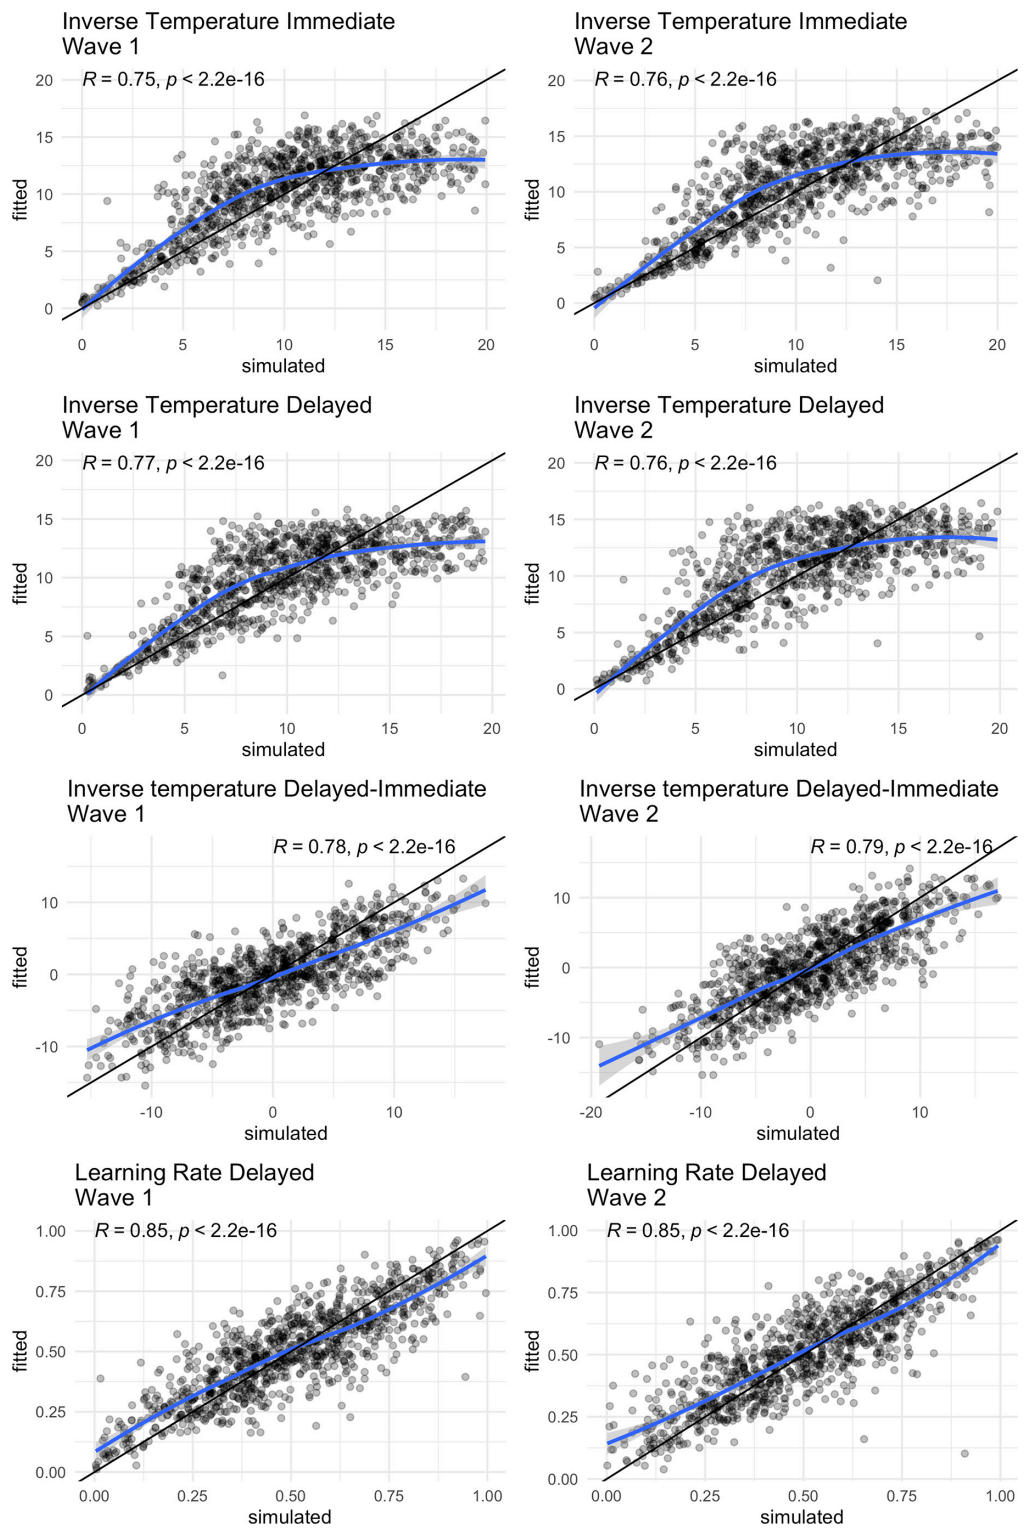 Inverse Temperature Immediate
Wave 1
R = 0.75, p < 2.2e-16
20
15
10
5
0
fitted
0 5 10 15 20
simulated
Inverse Temperature Immediate
Wave 2
R = 0.76, p < 2.2e-16
20
15
10
5
0
fitted
0 5 10 15 20
simulated
Inverse Temperature Delayed
Wave 1
R = 0.77, p < 2.2e-16
20
15
10
5
0
fitted
0 5 10 15 20
simulated
Inverse Temperature Delayed
Wave 2
R = 0.76, p < 2.2e-16
20
15
10
5
0
fitted
0 5 10 15 20
simulated
Inverse temperature Delayed-Immediate
Wave 1
R = 0.78, p < 2.2e-16
10
0
-10
fitted
-10 0 10
simulated
Inverse temperature Delayed-Immediate
Wave 2
R = 0.79, p < 2.2e-16
10
0
-10
fitted
-20 -10 0 10
simulated
Learning Rate Delayed
Wave 1
R = 0.85, p < 2.2e-16
1.00
0.75
0.50
0.25
0.00
fitted
0.00 0.25 0.50 0.75 1.00
simulated
Learning Rate Delayed
Wave 2
R = 0.85, p < 2.2e-16
1.00
0.75
0.50
0.25
0.00
fitted
0.00 0.25 0.50 0.75 1.00
simulated